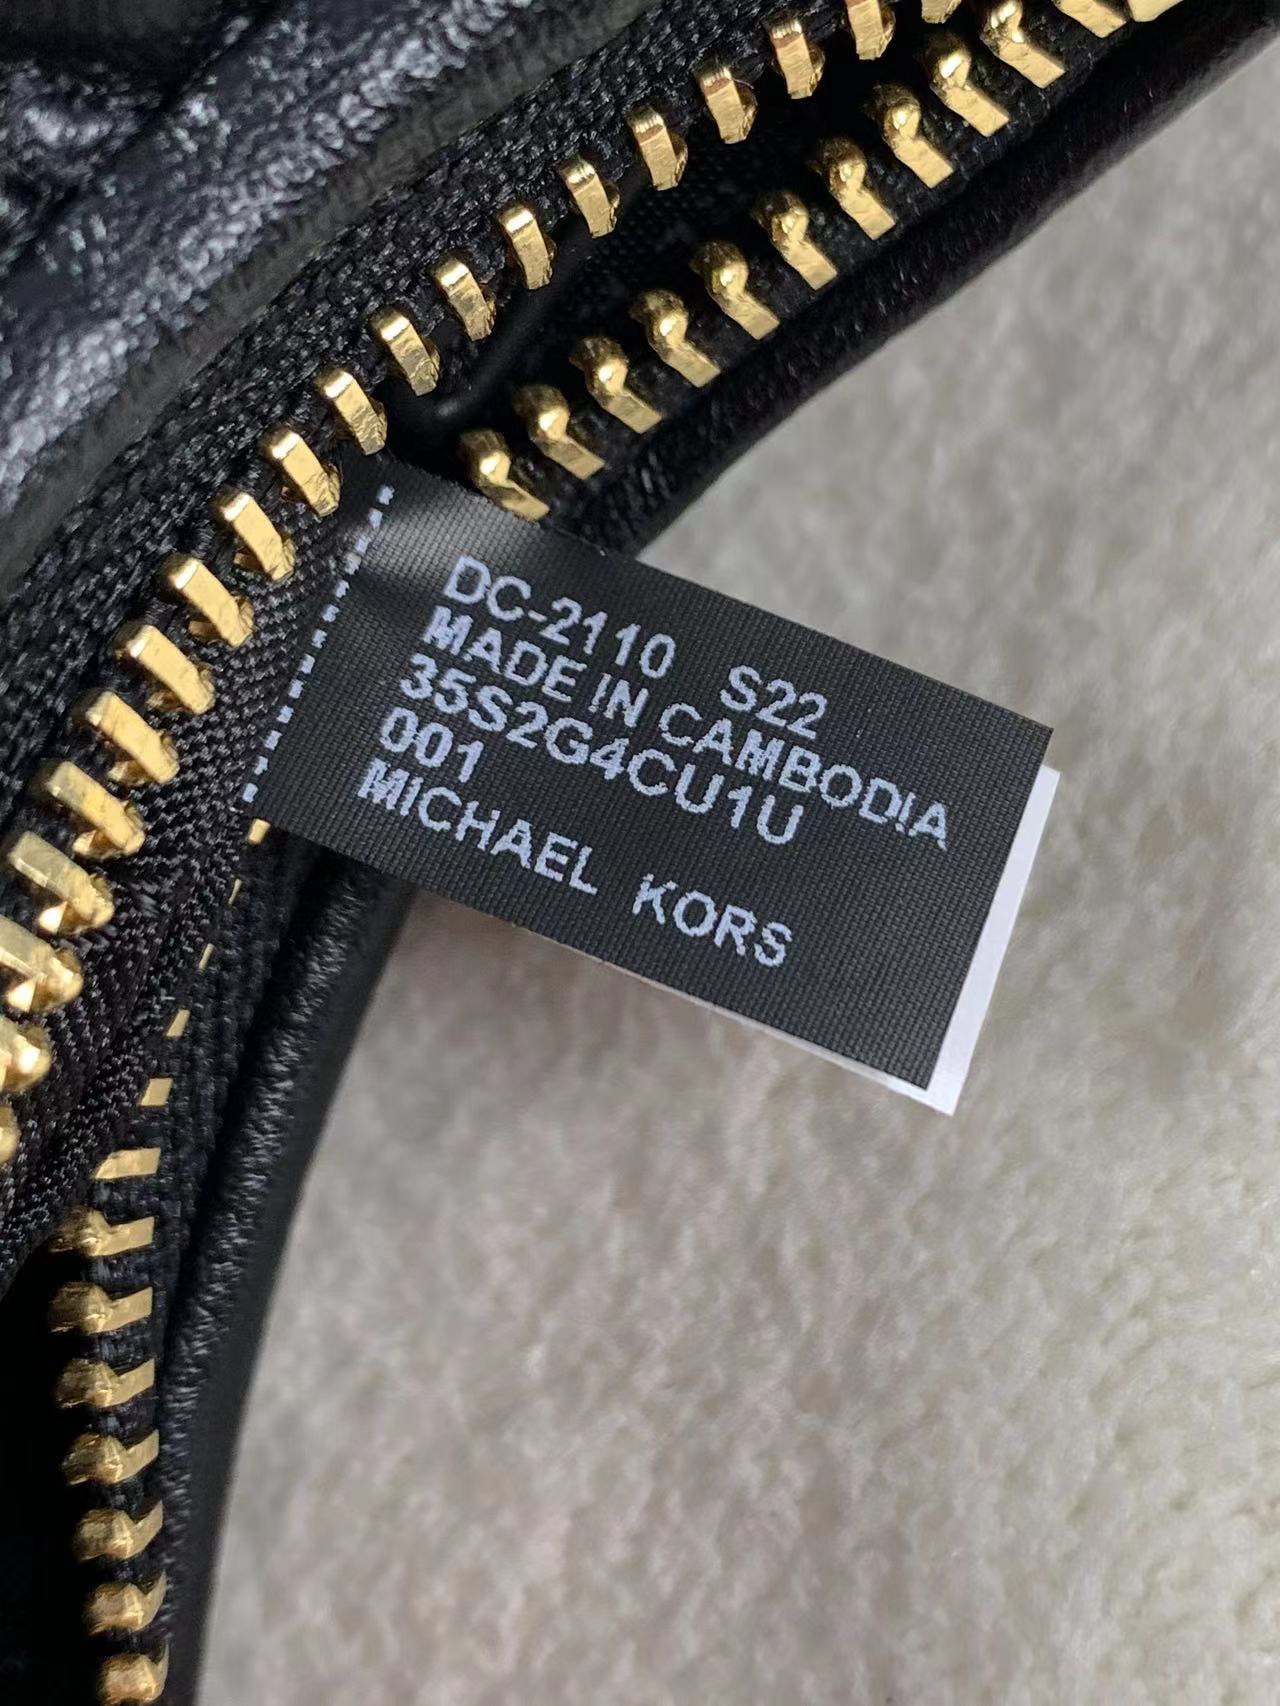 DC-2110 S22
MADE IN CAMBODIA
35S2G4CU1U
001
MICHAEL KORS